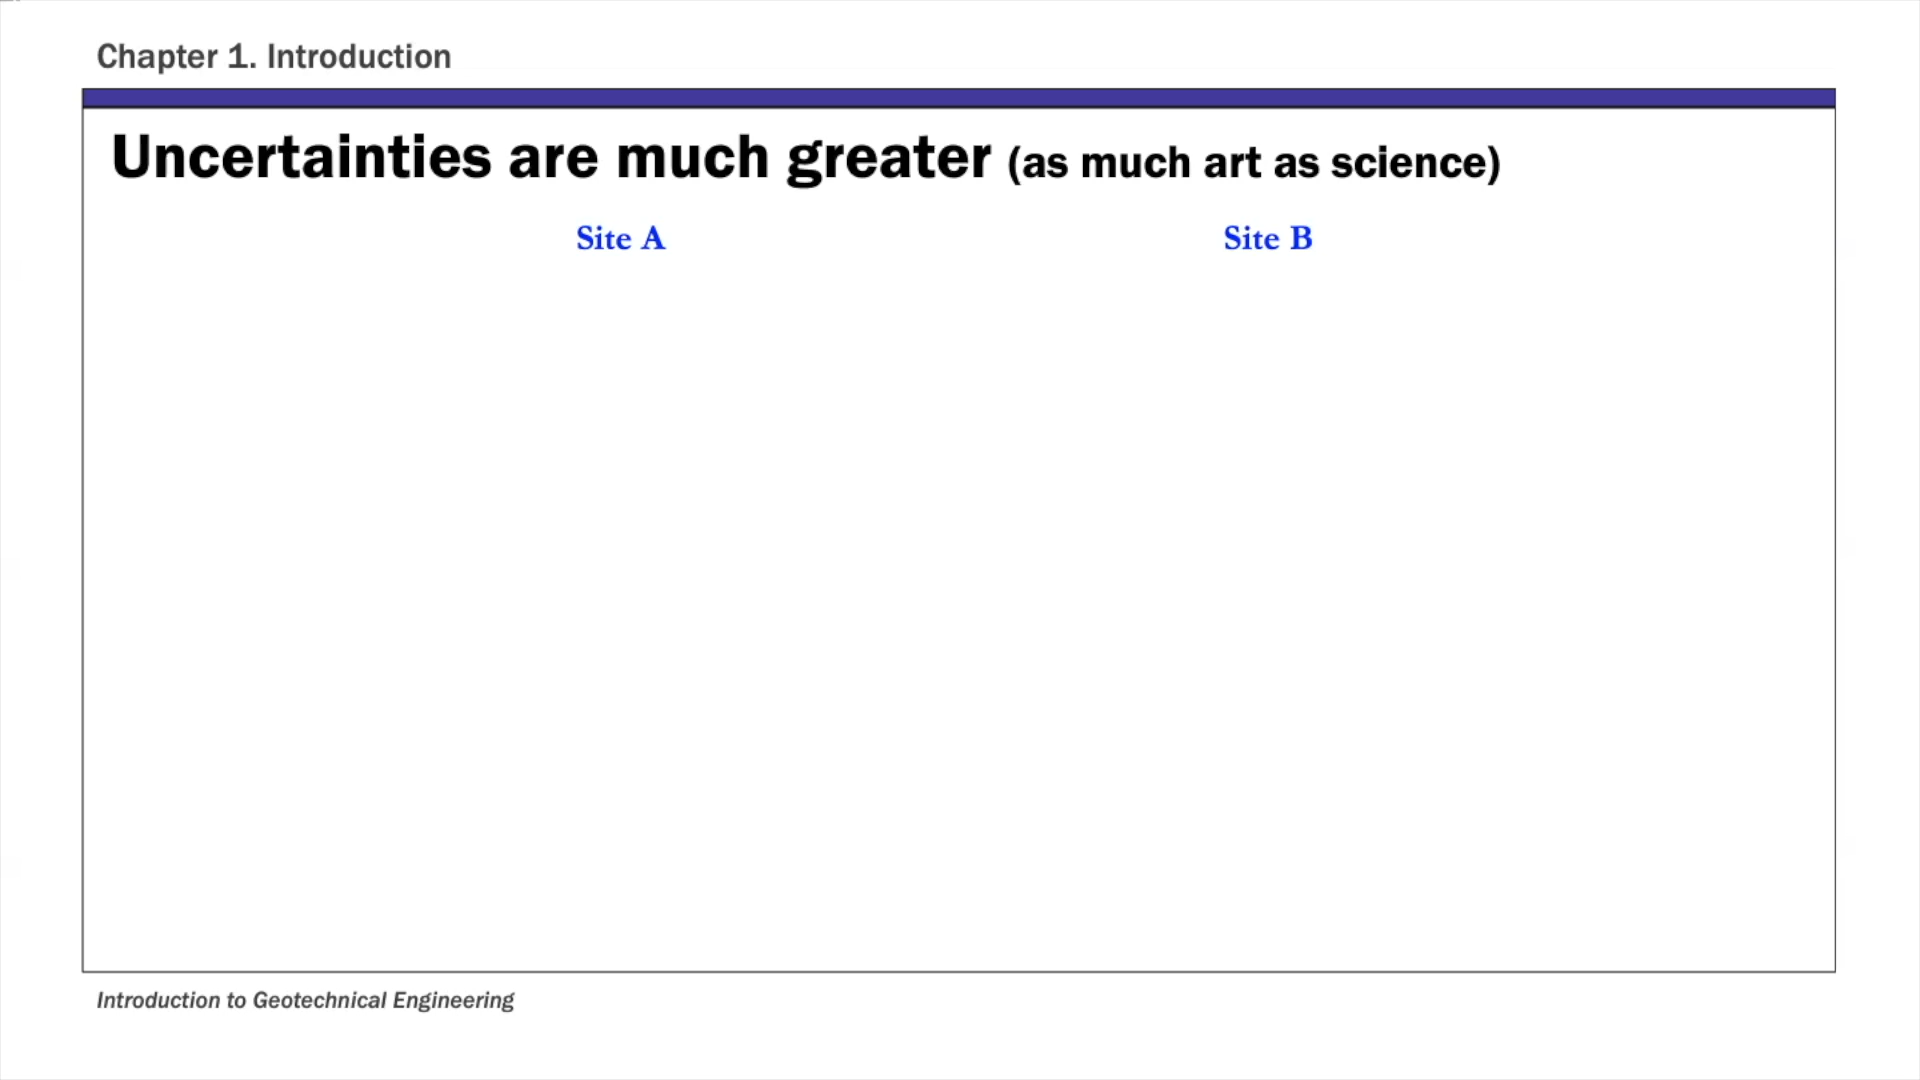 Chapter 1. Introduction
Uncertainties are much greater (as much art as science)
Site A
Site B
Introduction to Geotechnical Engineering